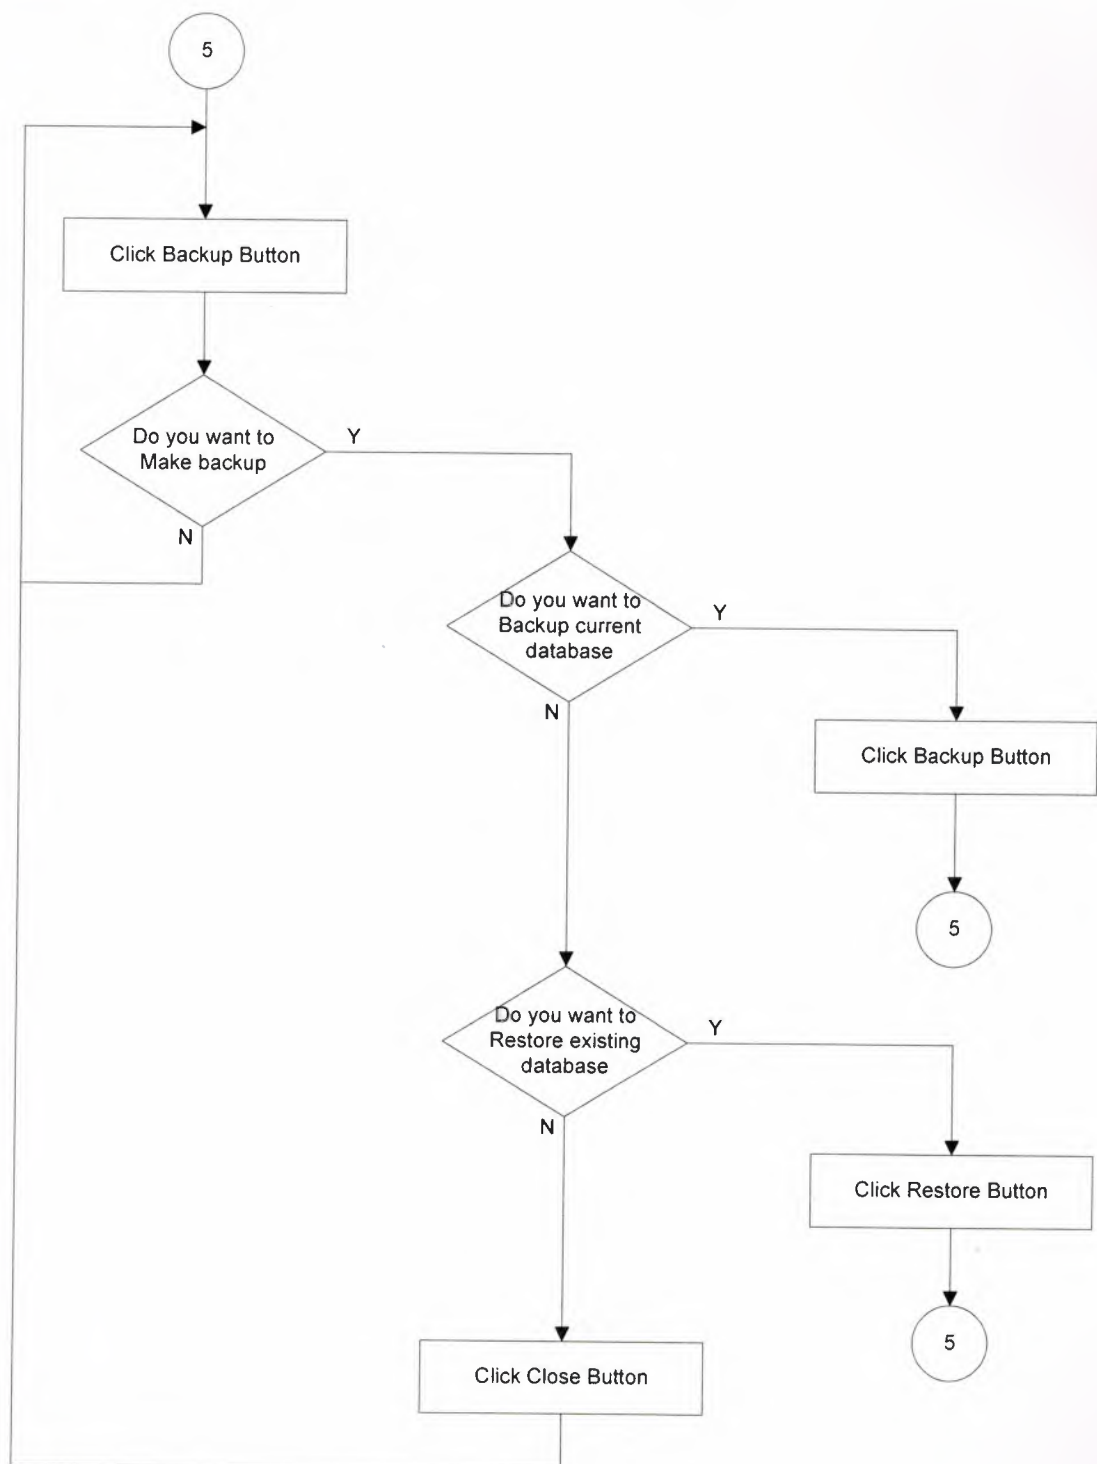 5
Click Backup Button
Do you want to
Make backup
Y
N
Do you want to
Backup current
database
Y
N
Click Backup Button
5
Do you want to
Restore existing
database
Y
N
Click Restore Button
5
Click Close Button